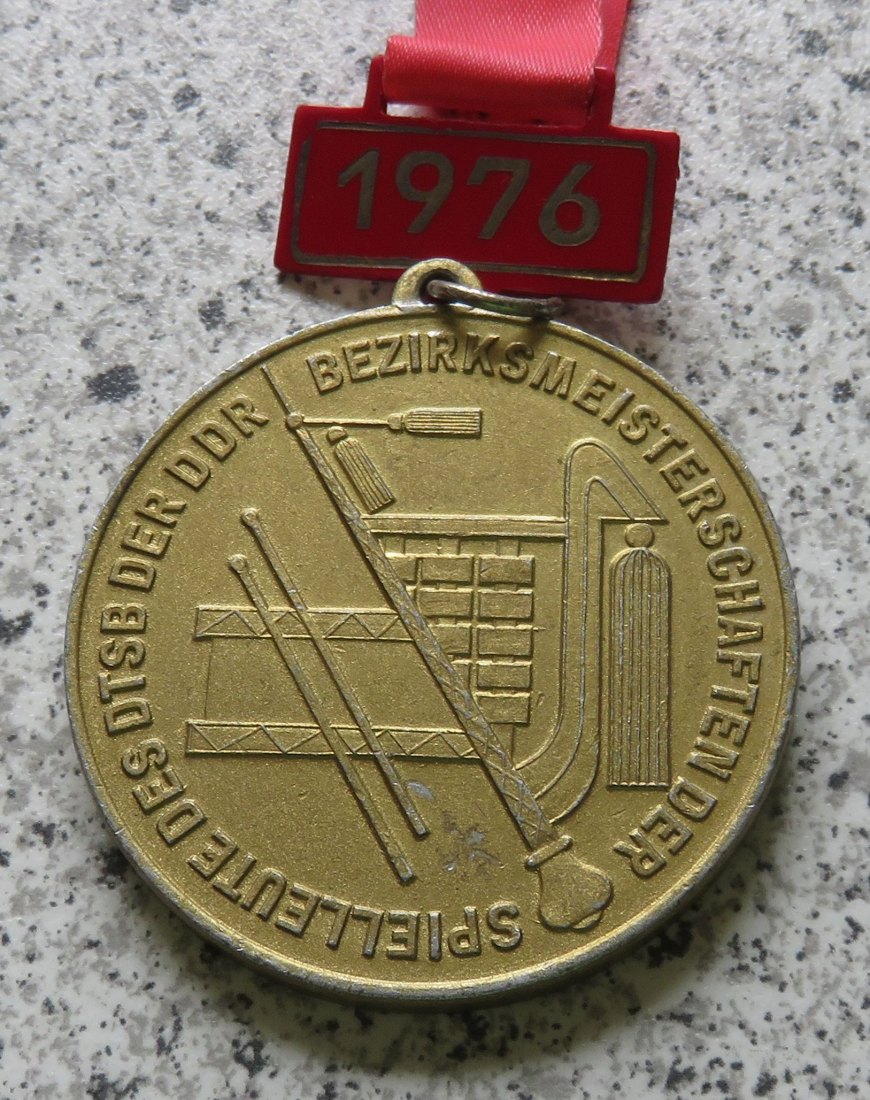 1976
BEZIRKSMEISTERSCHAFTEN DER SPIELLEUTE DES DTSB DER DDR